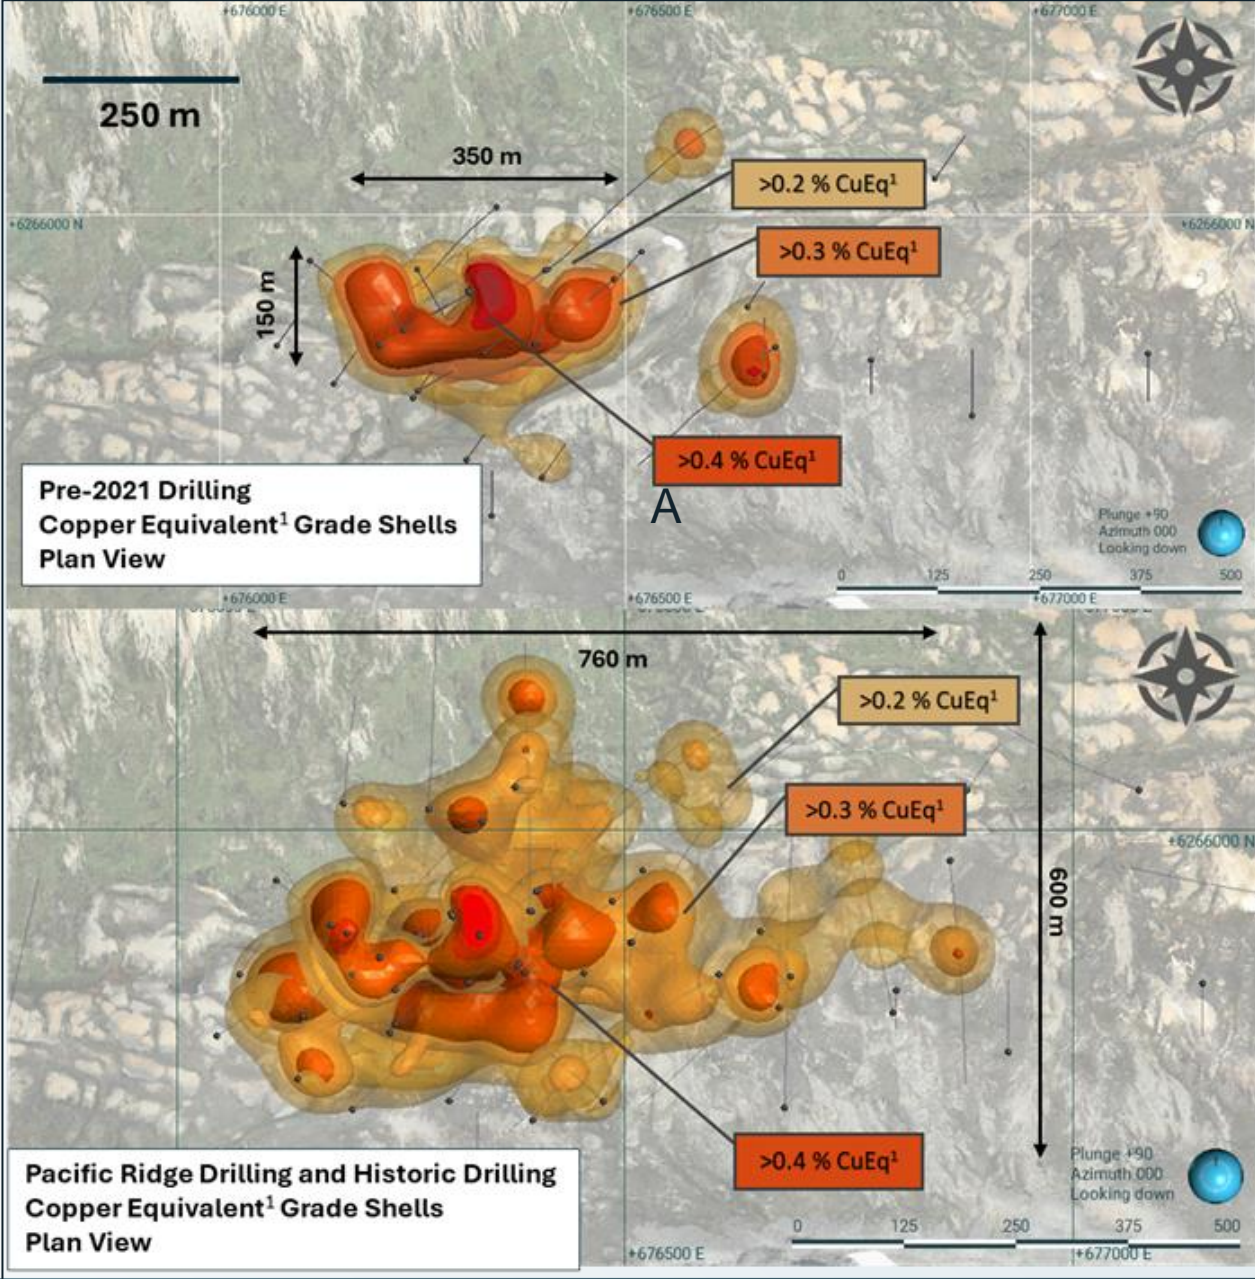 +676000 E
+676500 E
+677000 E
250 m
350 m
>0.2 % CuEq¹
+6266000 N
+6266000 N
>0.3 % CuEq¹
150 m
>0.4 % CuEq¹
A
Pre-2021 Drilling
Copper Equivalent¹ Grade Shells
Plan View
Plunge +90
Azimuth 000
Looking down
0 125 250 375 500
+676000 E
+676500 E
+677000 E
760 m
>0.2 % CuEq¹
>0.3 % CuEq¹
+6266000 N
600 m
>0.4 % CuEq¹
Pacific Ridge Drilling and Historic Drilling
Copper Equivalent¹ Grade Shells
Plan View
Plunge +90
Azimuth 000
Looking down
0 125 250 375 500
+676500 E
+677000 E